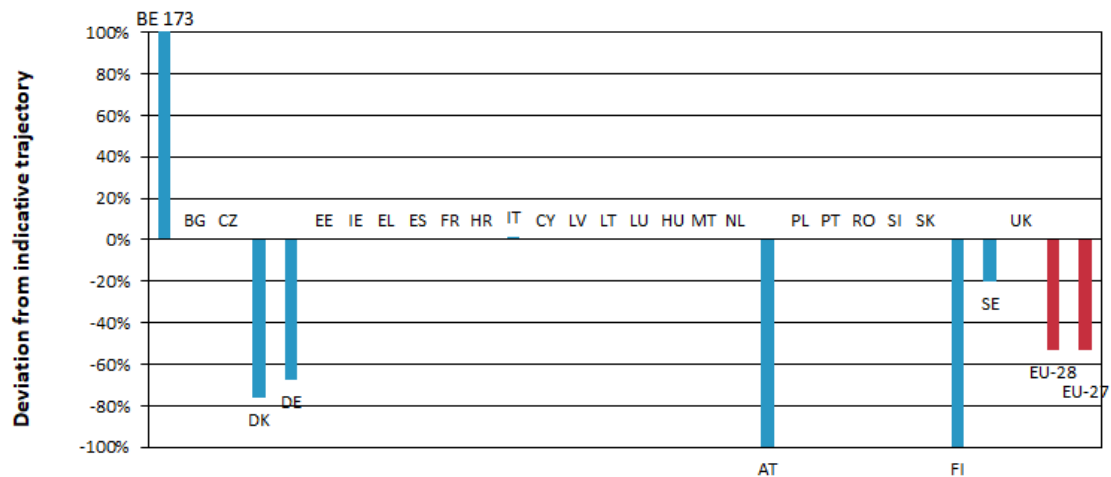 BE 173
100%
80%
60%
40%
20%
0%
-20%
-40%
-60%
-80%
-100%
Deviation from indicative trajectory
BG CZ EE IE EL ES FR HR IT CY LV LT LU HU MT NL PL PT RO SI SK UK
SE
EU-28
EU-27
DE
DK
AT FI